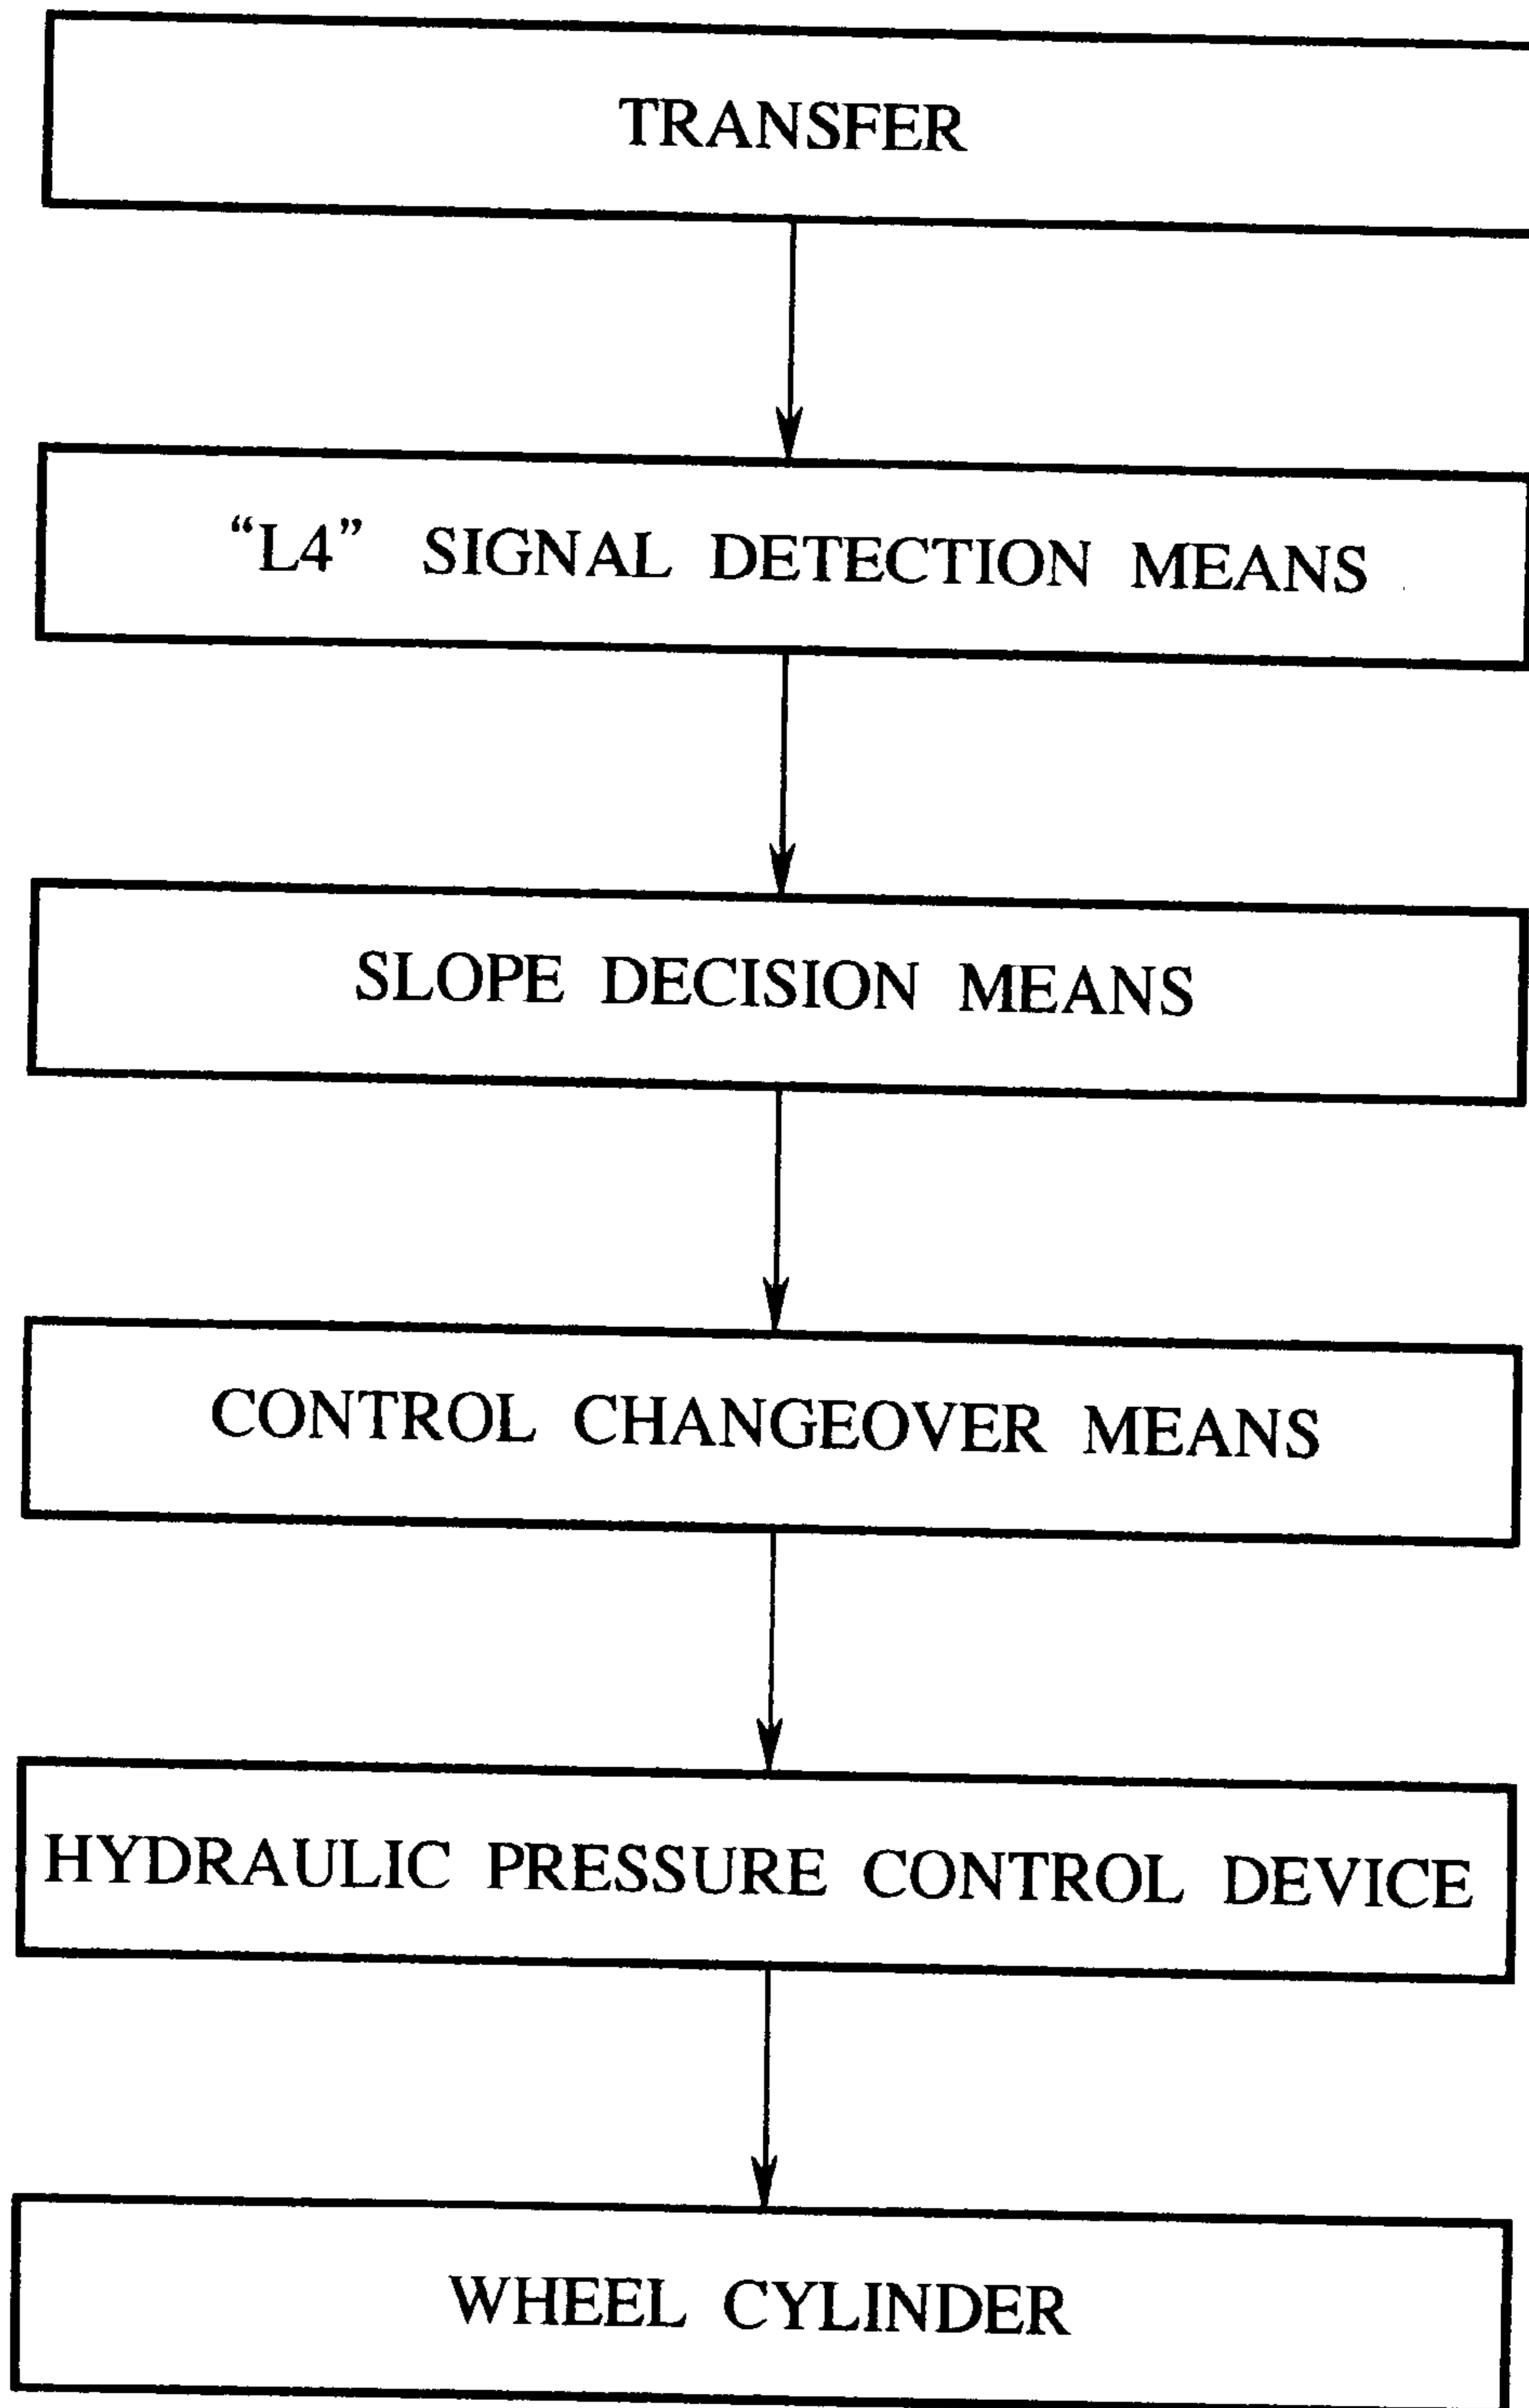 TRANSFER
“L4” SIGNAL DETECTION MEANS
SLOPE DECISION MEANS
CONTROL CHANGEOVER MEANS
HYDRAULIC PRESSURE CONTROL DEVICE
WHEEL CYLINDER